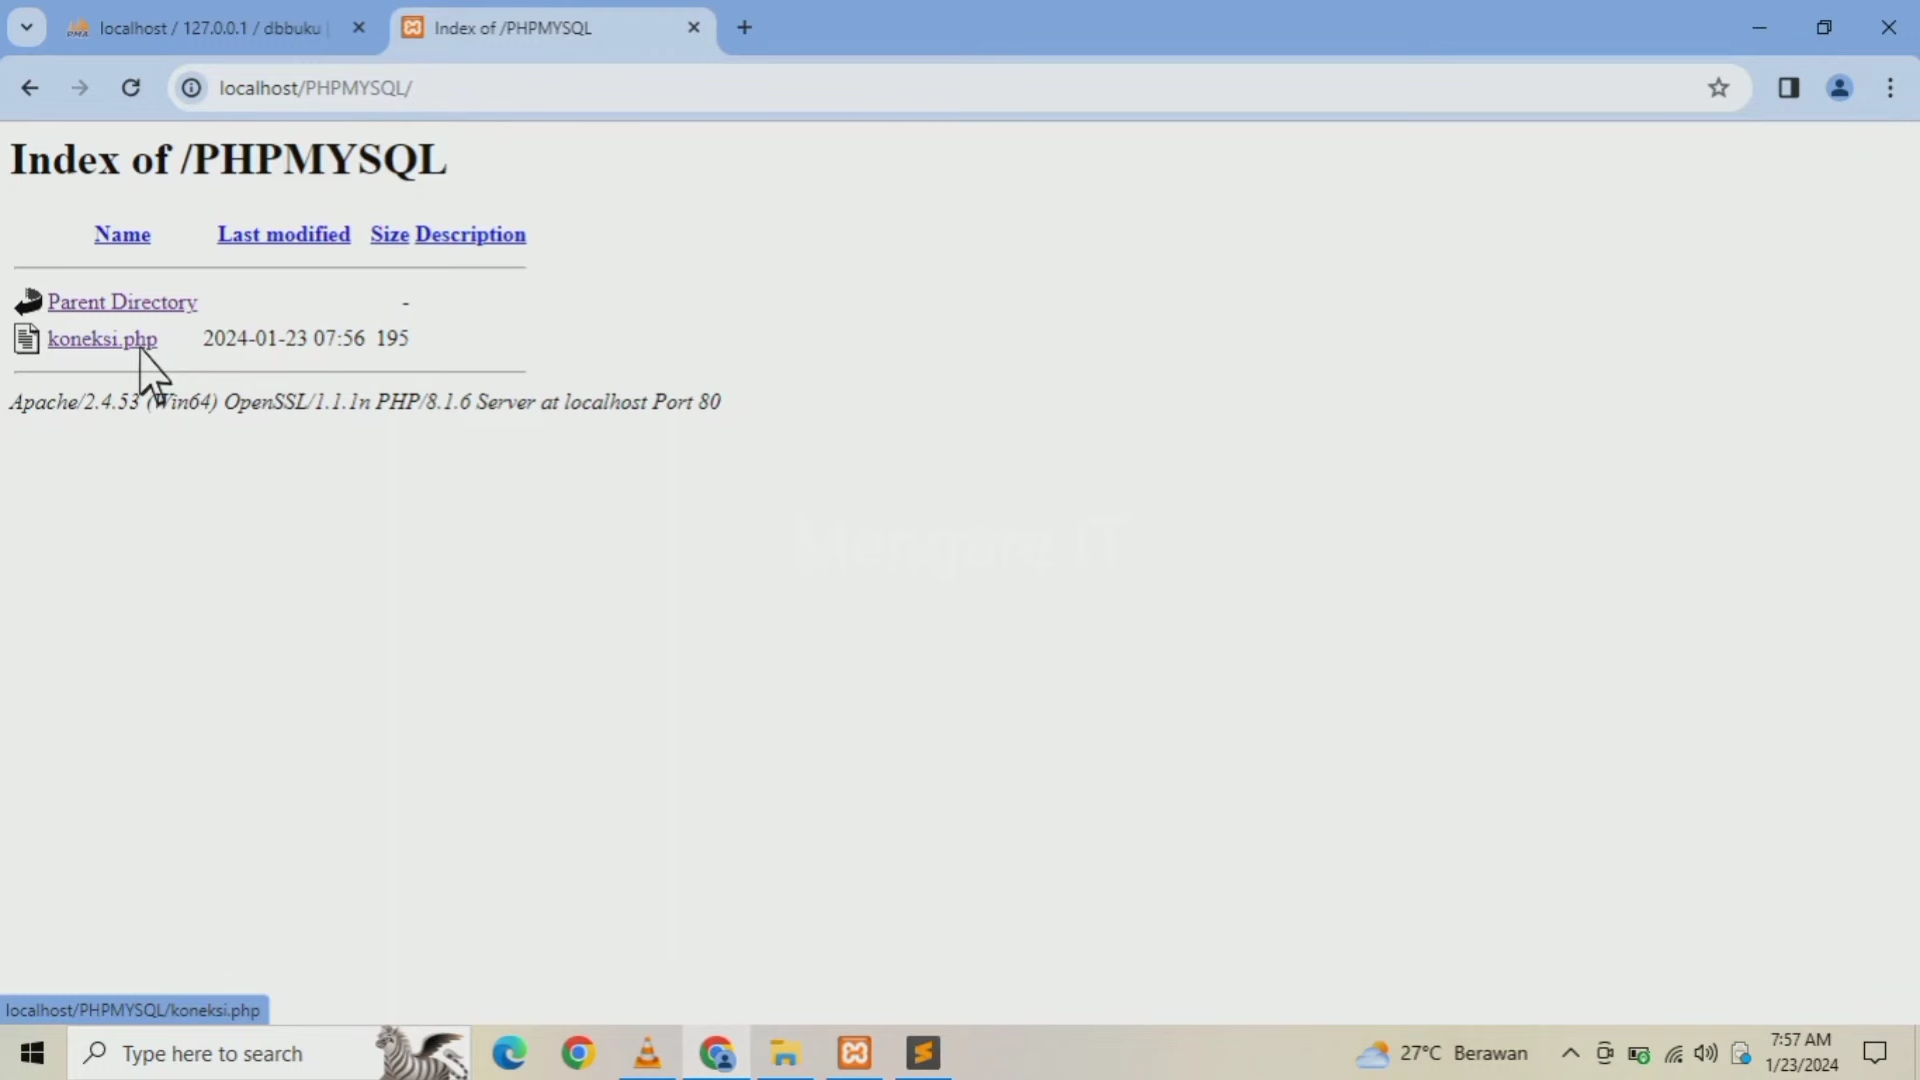 localhost / 127.0.0.1 / dbbuku
Index of /PHPMYSQL
localhost/PHPMYSQL/
Index of /PHPMYSQL
Name Last modified Size Description
Parent Directory -
koneksi.php 2024-01-23 07:56 195
Apache/2.4.53 (Win64) OpenSSL/1.1.1n PHP/8.1.6 Server at localhost Port 80
localhost/PHPMYSQL/koneksi.php
Type here to search
27°C Berawan
7:57 AM
1/23/2024